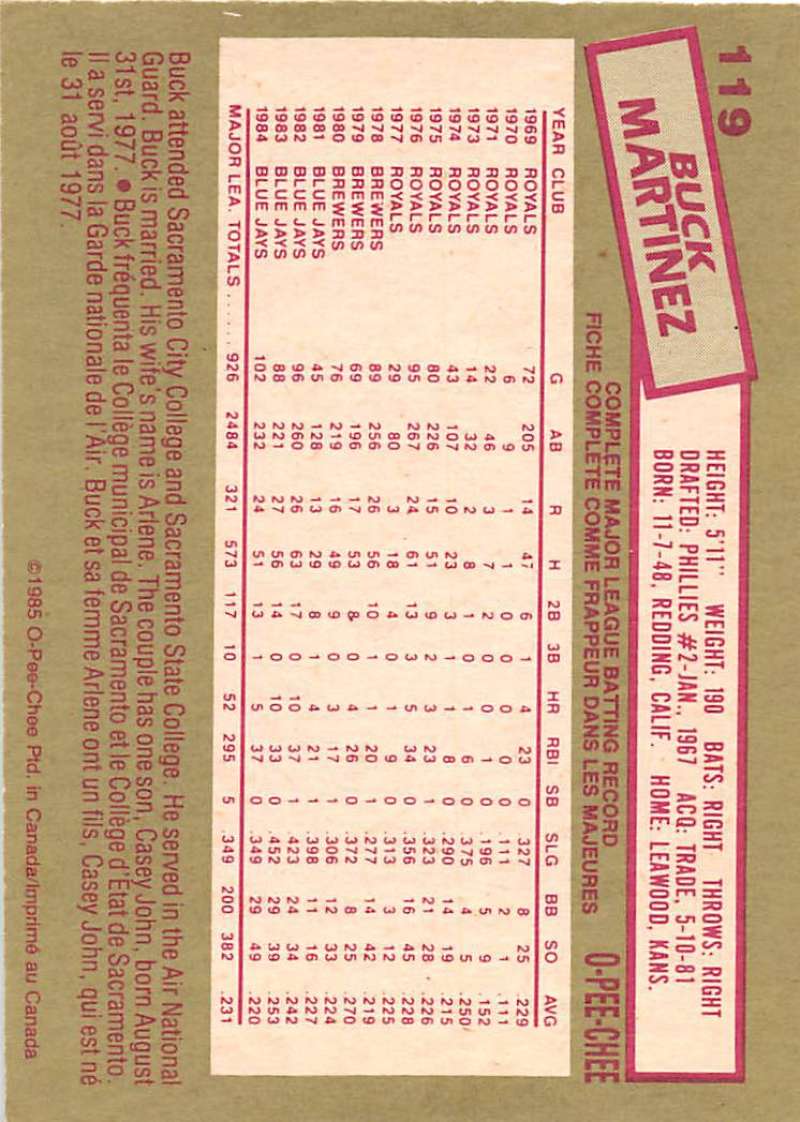 119
BUCK
MARTINEZ
HEIGHT: 5'11" WEIGHT: 190 BATS: RIGHT THROWS: RIGHT
DRAFTED: PHILLIES #2-JAN., 1967 ACQ: TRADE, 5-10-81
BORN: 11-7-48, REDDING, CALIF. HOME: LEAWOOD, KANS.
COMPLETE MAJOR LEAGUE BATTING RECORD
FICHE COMPLÈTE COMME FRAPPEUR DANS LES MAJEURES
O-PEE-CHEE
YEAR CLUB G AB R H 2B 3B HR RBI SB SLG BB SO AVG
1969 ROYALS 72 205 14 47 6 1 4 23 0 .327 8 25 .229
1970 ROYALS 6 9 1 1 0 0 0 0 0 .111 2 1 .111
1971 ROYALS 22 46 3 7 2 0 0 1 0 .196 5 9 .152
1973 ROYALS 14 32 2 8 1 0 1 6 0 .375 4 5 .250
1974 ROYALS 43 107 10 23 3 1 1 8 0 .290 14 19 .215
1975 ROYALS 80 226 15 51 9 2 3 23 1 .323 21 28 .226
1976 ROYALS 95 267 24 61 13 3 5 34 0 .356 16 45 .228
1977 ROYALS 29 80 3 18 4 0 1 9 0 .313 3 12 .225
1978 BREWERS 89 256 26 56 10 1 1 20 1 .277 14 42 .219
1979 BREWERS 69 196 17 53 8 0 4 26 0 .372 8 25 .270
1980 BREWERS 76 219 16 49 9 0 3 17 1 .306 12 33 .224
1981 BLUE JAYS 45 128 13 29 8 1 4 21 1 .398 11 16 .227
1982 BLUE JAYS 96 260 26 63 17 0 10 37 1 .423 24 34 .242
1983 BLUE JAYS 88 221 27 56 14 0 10 33 0 .452 29 39 .253
1984 BLUE JAYS 102 232 24 51 13 1 5 37 0 .349 29 49 .220
MAJOR LEA. TOTALS...... 926 2484 321 573 117 10 52 295 5 .349 200 382 .231
Buck attended Sacramento City College and Sacramento State College. He served in the Air National
Guard. Buck is married. His wife's name is Arlene. The couple has one son, Casey John, born August
31st, 1977. • Buck fréquenta le Collège municipal de Sacramento et le Collège d'État de Sacramento.
Il a servi dans la Garde nationale de l'Air. Buck et sa femme Arlene ont un fils, Casey John, qui est né
le 31 août 1977.
©1985 O-Pee-Chee Ptd. in Canada/Imprimé au Canada